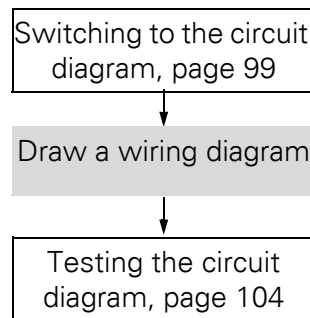 Switching to the circuit
diagram, page 99
Draw a wiring diagram
Testing the circuit
diagram, page 104